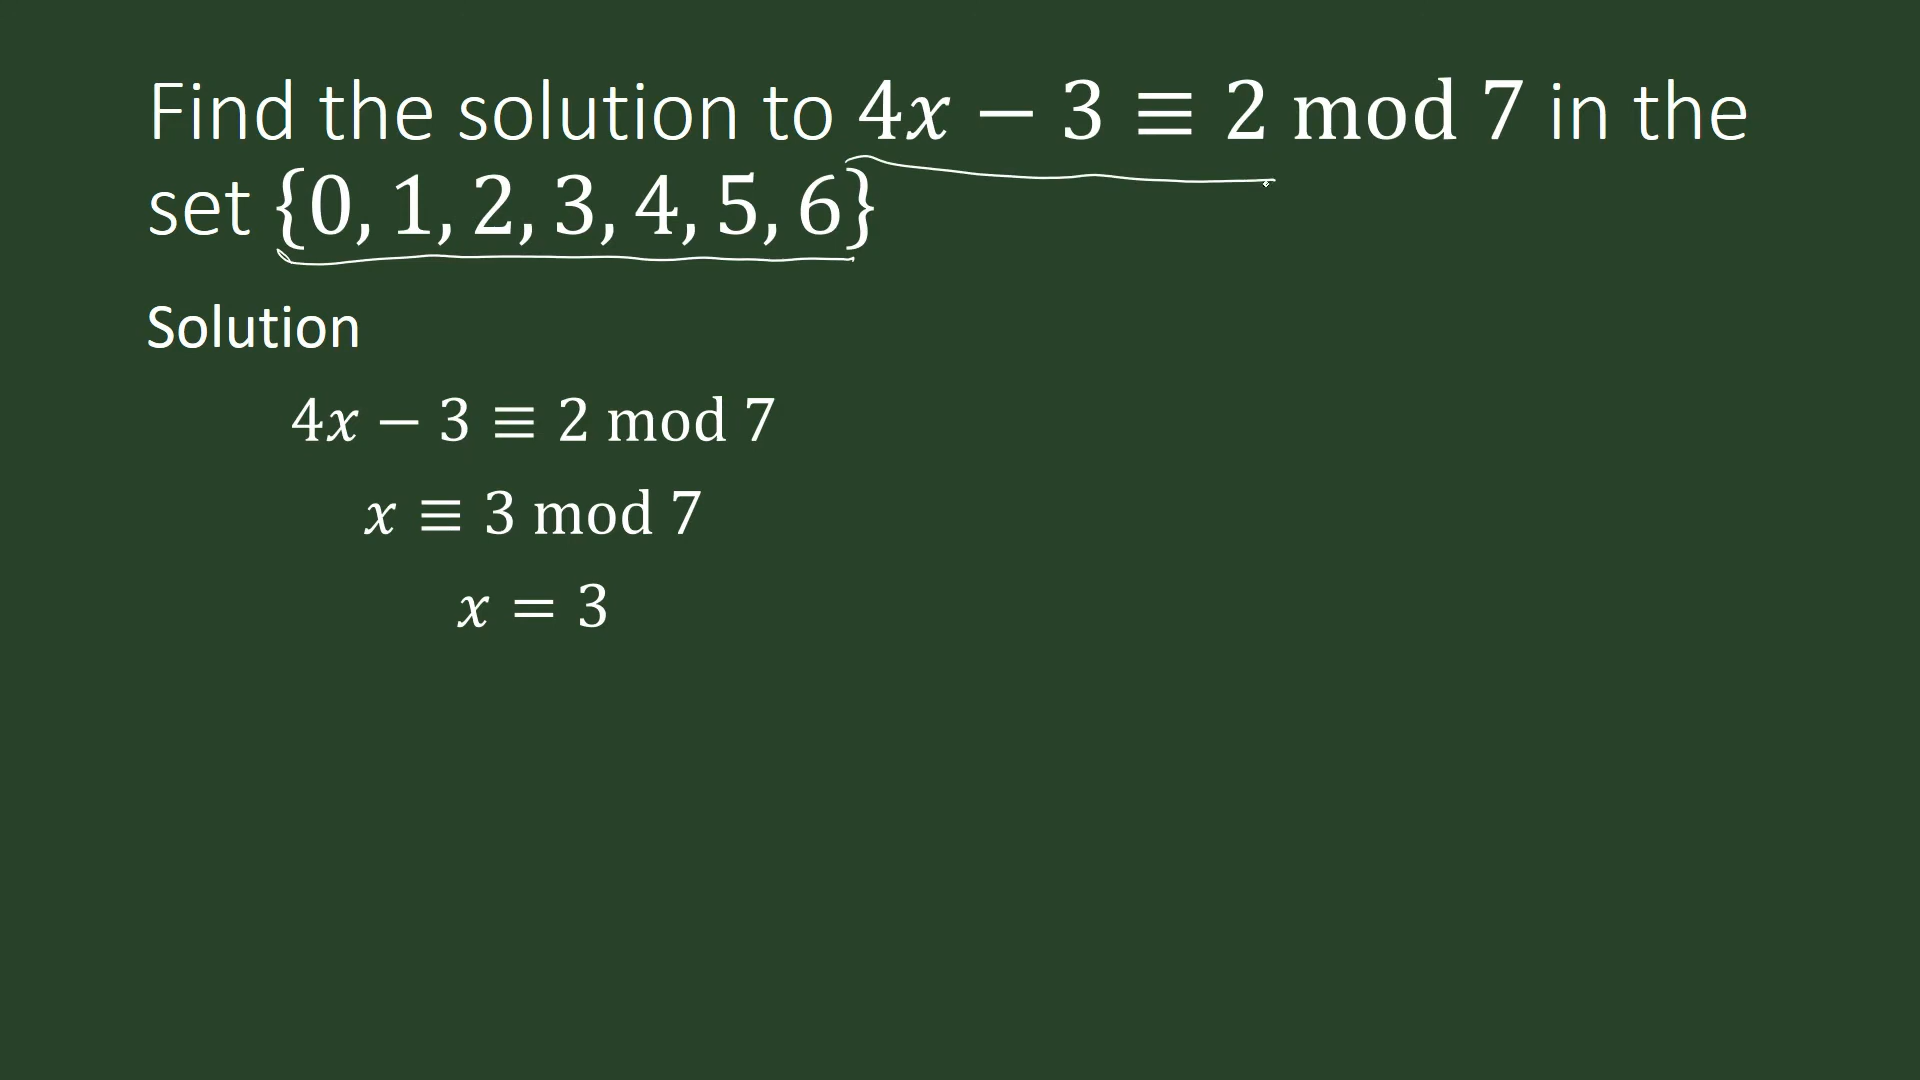 Find the solution to 4x − 3 ≡ 2 mod 7 in the
set {0, 1, 2, 3, 4, 5, 6}
Solution
4x − 3 ≡ 2 mod 7
x ≡ 3 mod 7
x = 3